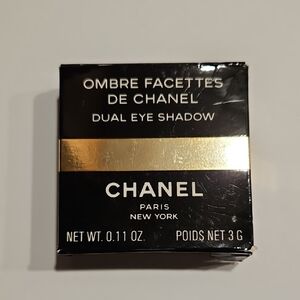 OMBRE FACETTES
DE CHANEL
DUAL EYE SHADOW
CHANEL
PARIS
NEW YORK
NET WT. 0.11 OZ. POIDS NET 3 G